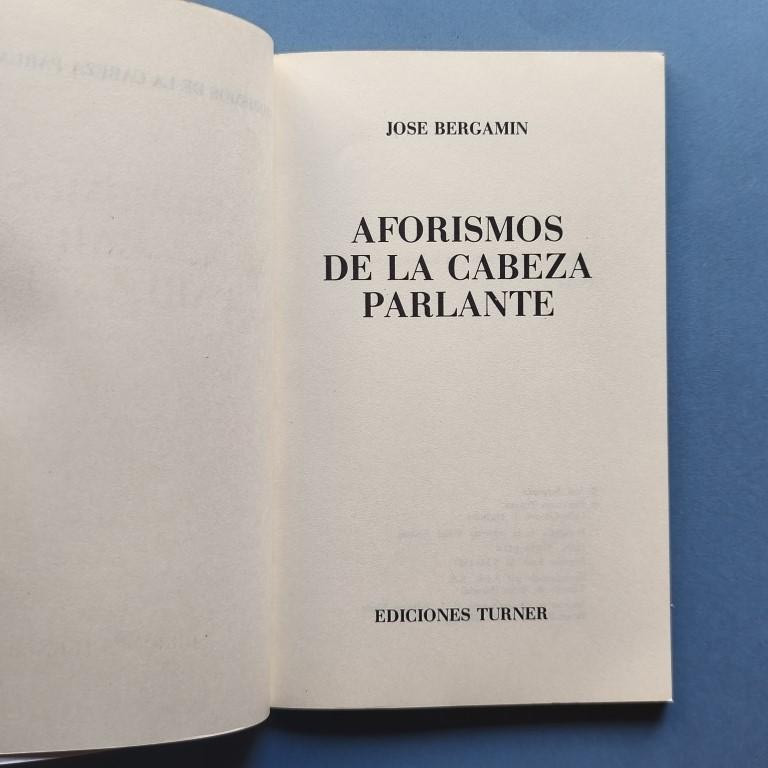 JOSE BERGAMIN
AFORISMOS
DE LA CABEZA
PARLANTE
EDICIONES TURNER